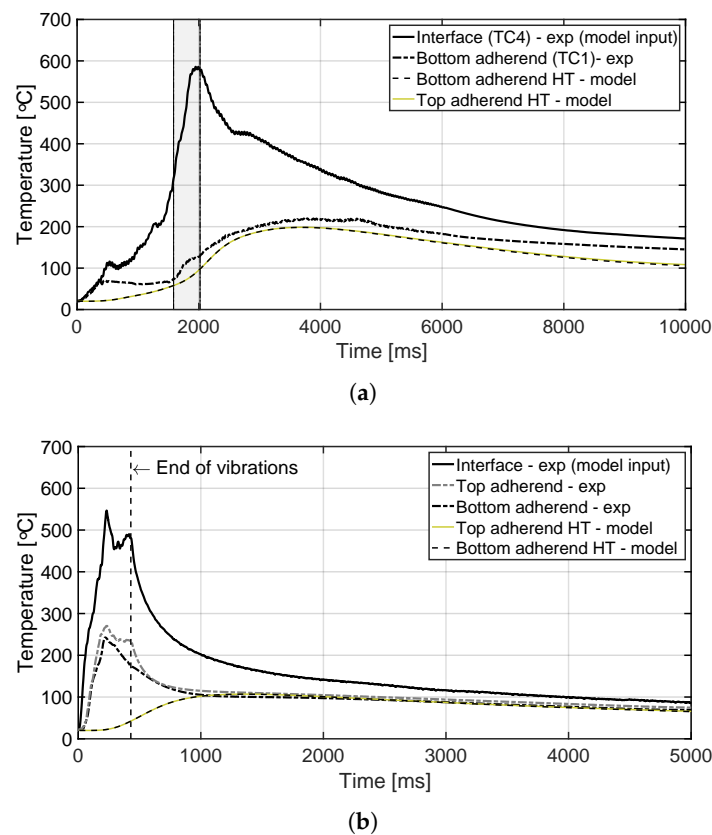 700
600
500
400
300
200
100
0
Temperature [ºC]
Interface (TC4) - exp (model input)
Bottom adherend (TC1)- exp
Bottom adherend HT - model
Top adherend HT - model
0 2000 4000 6000 8000 10000
Time [ms]
(a)
700
600
500
400
300
200
100
0
Temperature [ºC]
← End of vibrations
Interface - exp (model input)
Top adherend - exp
Bottom adherend - exp
Top adherend HT - model
Bottom adherend HT - model
0 1000 2000 3000 4000 5000
Time [ms]
(b)